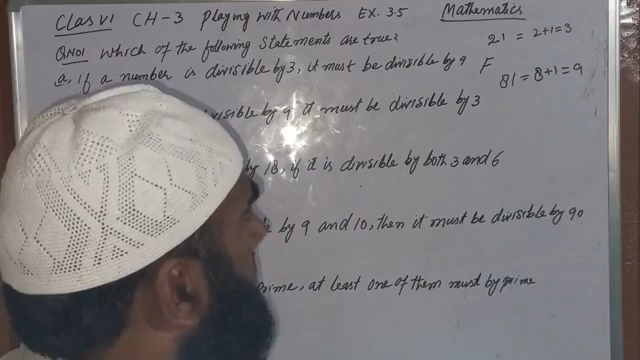 Clas VI CH-3 Playing with Numbers EX. 3.5 Mathematics
QNO1 Which of the following statements are true?
21 = 2+1=3
a, if a number is divisible by 3, it must be divisible by 9 F
81 = 8+1=9
by 9 it must be divisible by 3
by 18, if it is divisible by both 3 and 6
by 9 and 10, then it must be divisible by 90
at least one of them must by prime